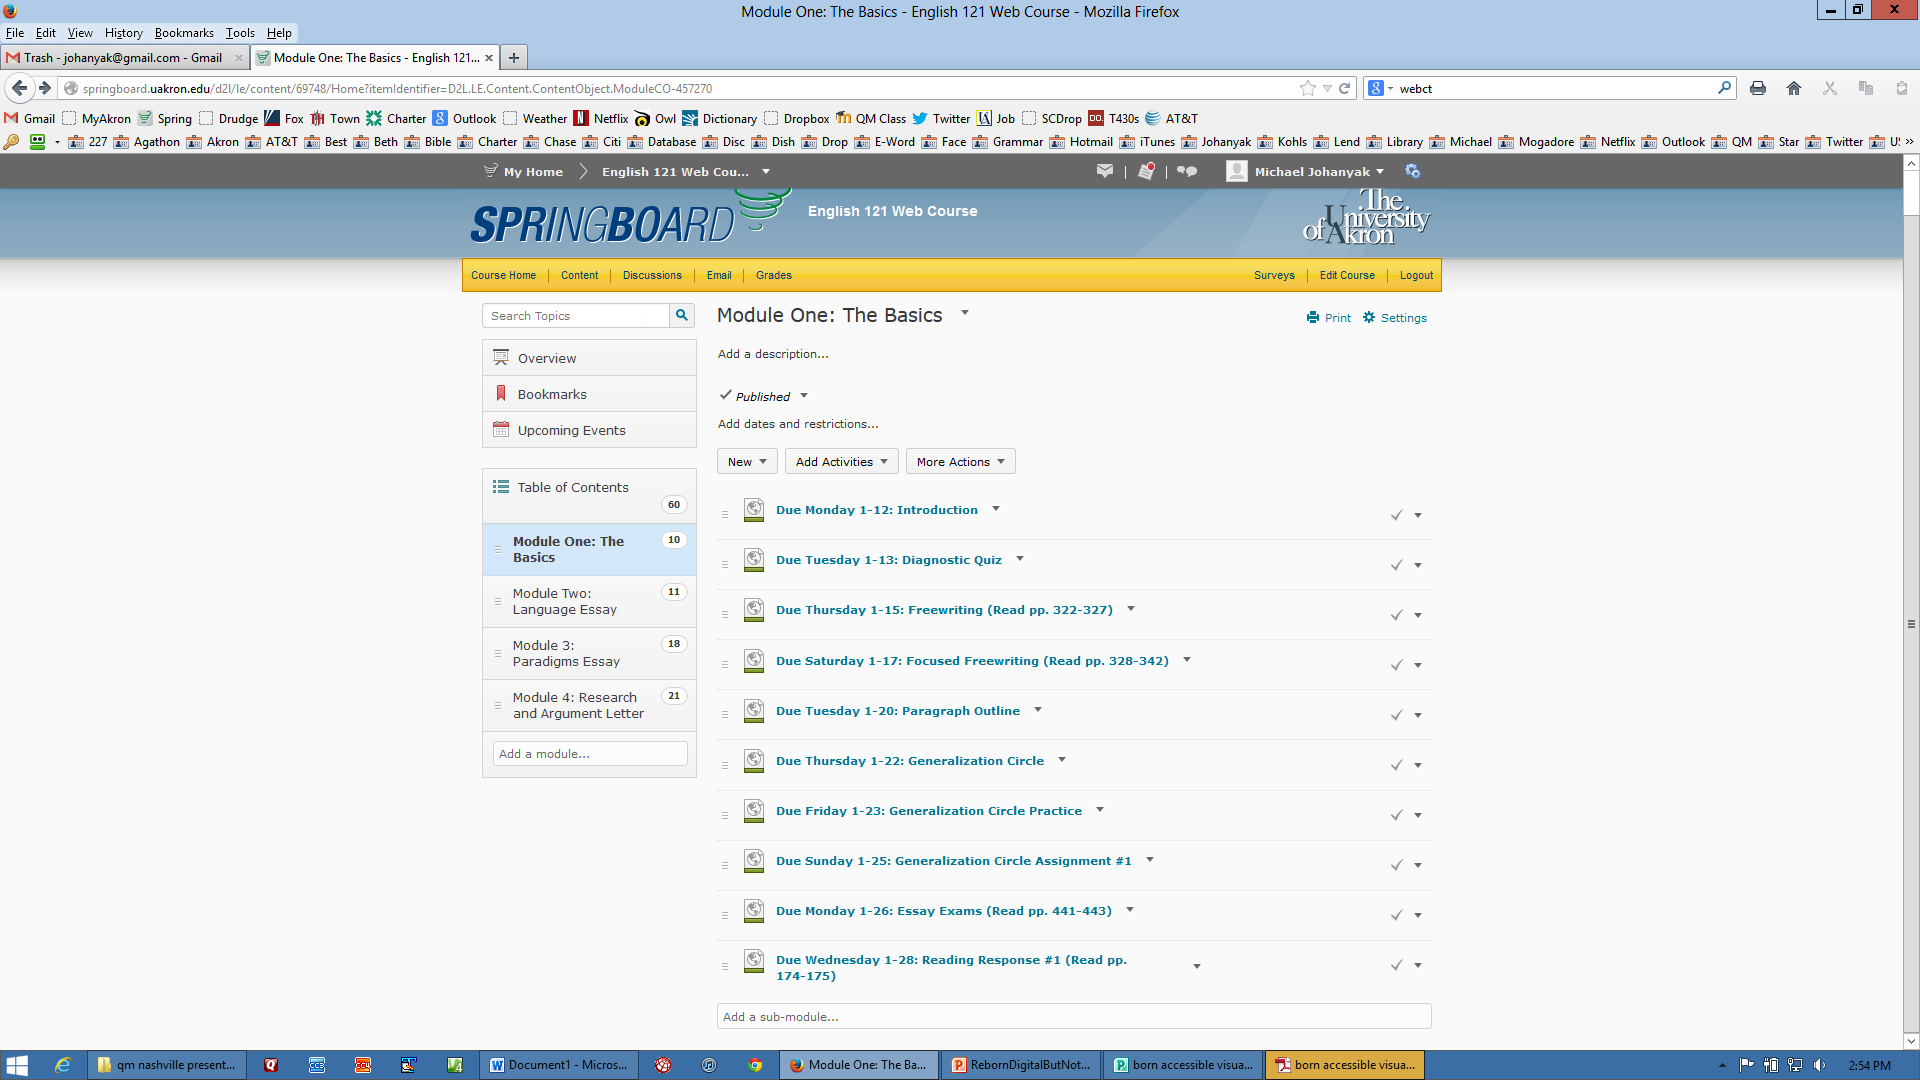 Module One: The Basics - English 121 Web Course - Mozilla Firefox
File Edit View History Bookmarks Tools Help
Trash - johanyak@gmail.com - Gmail
Module One: The Basics - English 121...
springboard.uakron.edu/d2l/le/content/69748/Home?itemIdentifier=D2L.LE.Content.ContentObject.ModuleCO-457270
webct
Gmail MyAkron Spring Drudge Fox Town Charter Outlook Weather Netflix Owl Dictionary Dropbox QM Class Twitter Job SCDrop T430s AT&T
227 Agathon Akron AT&T Best Beth Bible Charter Chase Citi Database Disc Dish Drop E-Word Face Grammar Hotmail iTunes Johanyak Kohls Lend Library Michael Mogadore Netflix Outlook QM Star Twitter
My Home English 121 Web Cou... Michael Johanyak
SPRINGBOARD
English 121 Web Course
The University of Akron
Course Home Content Discussions Email Grades Surveys Edit Course Logout
Search Topics
Overview
Bookmarks
Upcoming Events
Table of Contents
60
Module One: The Basics
10
Module Two: Language Essay
11
Module 3: Paradigms Essay
18
Module 4: Research and Argument Letter
21
Add a module...
Module One: The Basics
Print Settings
Add a description...
Published
Add dates and restrictions...
New Add Activities More Actions
Due Monday 1-12: Introduction
Due Tuesday 1-13: Diagnostic Quiz
Due Thursday 1-15: Freewriting (Read pp. 322-327)
Due Saturday 1-17: Focused Freewriting (Read pp. 328-342)
Due Tuesday 1-20: Paragraph Outline
Due Thursday 1-22: Generalization Circle
Due Friday 1-23: Generalization Circle Practice
Due Sunday 1-25: Generalization Circle Assignment #1
Due Monday 1-26: Essay Exams (Read pp. 441-443)
Due Wednesday 1-28: Reading Response #1 (Read pp.
174-175)
Add a sub-module...
qm nashville present... Document1 - Micros... Module One: The Ba... RebornDigitalButNot... born accessible visua... born accessible visua... 2:54 PM